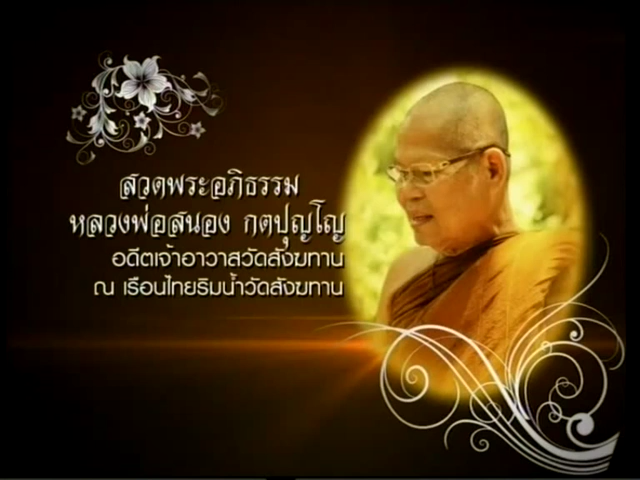 สวดพระอภิธรรม
หลวงพ่อสนอง กตปุญโญ
อดีตเจ้าอาวาสวัดสังฆทาน
ณ เรือนไทยริมน้ำวัดสังฆทาน